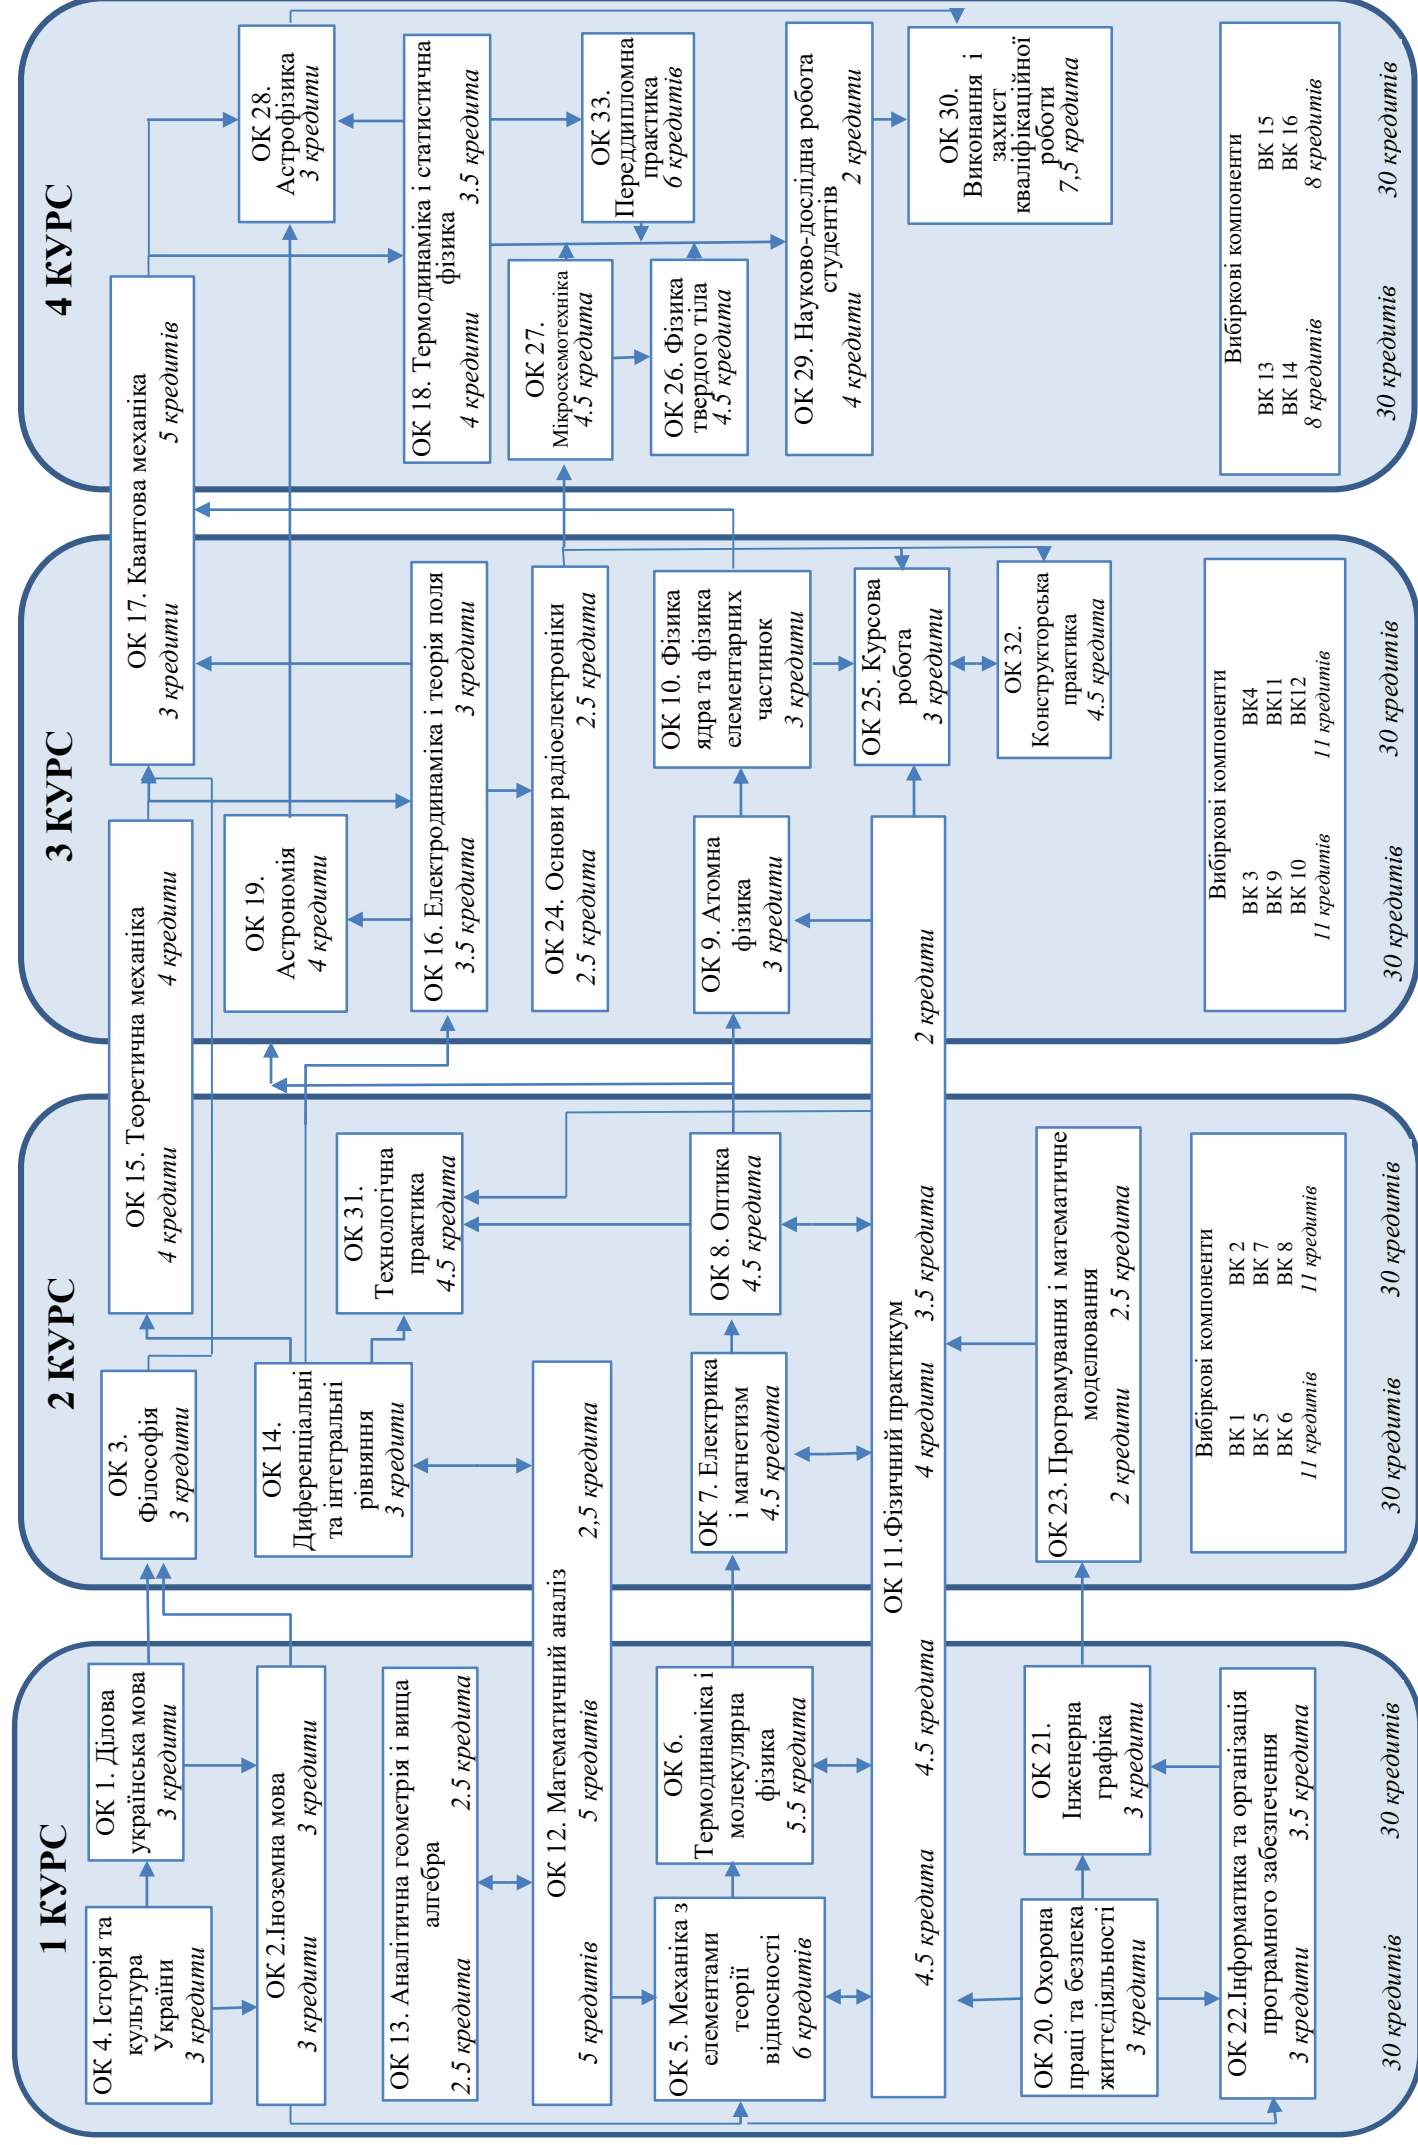 1 КУРС
ОК 4. Історія та
культура
України
3 кредити
ОК 1. Ділова
українська мова
3 кредити
ОК 2.Іноземна мова
3 кредити 3 кредити
ОК 13. Аналітична геометрія і вища
алгебра
2.5 кредита 2.5 кредита
ОК 12. Математичний аналіз
5 кредитів 5 кредитів 2,5 кредита
ОК 5. Механіка з
елементами
теорії
відносності
6 кредитів
ОК 6.
Термодинаміка і
молекулярна
фізика
5.5 кредита
ОК 11.Фізичний практикум
4.5 кредита 4.5 кредита 4 кредити 3.5 кредита 2 кредити
ОК 20. Охорона
праці та безпека
життєдіяльності
3 кредити
ОК 21.
Інженерна
графіка
3 кредити
ОК 22.Інформатика та організація
програмного забезпечення
3 кредити 3.5 кредита
30 кредитів 30 кредитів
2 КУРС
ОК 3.
Філософія
3 кредити
ОК 15. Теоретична механіка
4 кредити 4 кредити
ОК 14.
Диференціальні
та інтегральні
рівняння
3 кредити
ОК 31.
Технологічна
практика
4.5 кредита
ОК 7. Електрика
і магнетизм
4.5 кредита
ОК 8. Оптика
4.5 кредита
ОК 23. Програмування і математичне
моделювання
2 кредити 2.5 кредита
Вибіркові компоненти
ВК 1 ВК 2
ВК 5 ВК 7
ВК 6 ВК 8
11 кредитів 11 кредитів
30 кредитів 30 кредитів
3 КУРС
ОК 17. Квантова механіка
3 кредити 5 кредитів
ОК 19.
Астрономія
4 кредити
ОК 16. Електродинаміка і теорія поля
3.5 кредита 3 кредити
ОК 24. Основи радіоелектроніки
2.5 кредита 2.5 кредита
ОК 9. Атомна
фізика
3 кредити
ОК 10. Фізика
ядра та фізика
елементарних
частинок
3 кредити
ОК 25. Курсова
робота
3 кредити
ОК 32.
Конструкторська
практика
4.5 кредита
Вибіркові компоненти
ВК 3 ВК4
ВК 9 ВК11
ВК 10 ВК12
11 кредитів 11 кредитів
30 кредитів 30 кредитів
4 КУРС
ОК 28.
Астрофізика
3 кредити
ОК 18. Термодинаміка і статистична
фізика
4 кредити 3.5 кредита
ОК 27.
Мікросхемотехніка
4.5 кредита
ОК 33.
Переддипломна
практика
6 кредитів
ОК 26. Фізика
твердого тіла
4.5 кредита
ОК 29. Науково-дослідна робота
студентів
4 кредити 2 кредити
ОК 30.
Виконання і
захист
кваліфікаційної
роботи
7,5 кредита
Вибіркові компоненти
ВК 13 ВК 15
ВК 14 ВК 16
8 кредитів 8 кредитів
30 кредитів 30 кредитів